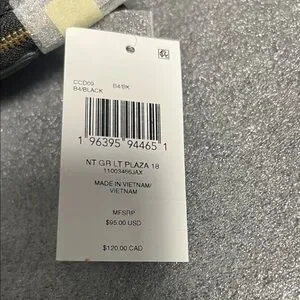 CCD09 B4/BK
B4/BLACK
1 96395 94465 1
NT GR LT PLAZA 18
11003465JAX
MADE IN VIETNAM/
VIETNAM
MFSRP
$95.00 USD
$120.00 CAD